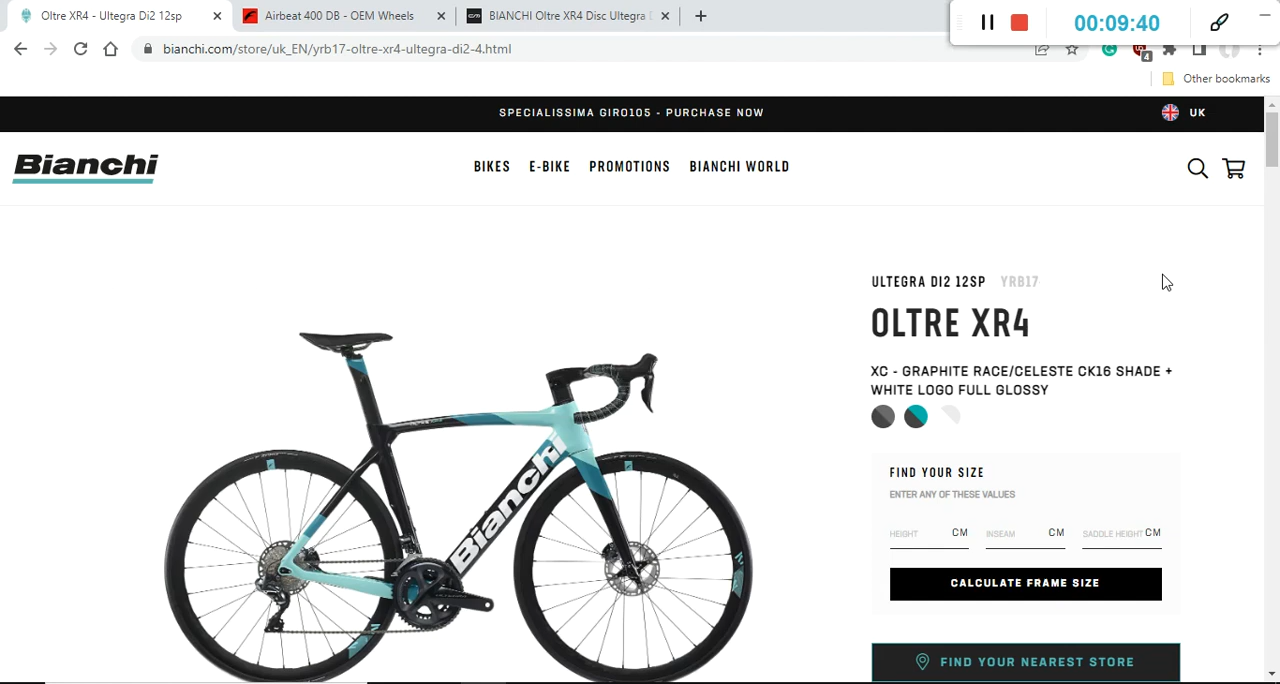 Oltre XR4 - Ultegra Di2 12sp
Airbeat 400 DB - OEM Wheels
BIANCHI Oltre XR4 Disc Ultegra
00:09:40
bianchi.com/store/uk_EN/yrb17-oltre-xr4-ultegra-di2-4.html
4
Other bookmarks
SPECIALISSIMA GIRO105 - PURCHASE NOW
UK
Bianchi
BIKES
E-BIKE
PROMOTIONS
BIANCHI WORLD
ULTEGRA DI2 12SP
YRB17
OLTRE XR4
XC - GRAPHITE RACE/CELESTE CK16 SHADE +
WHITE LOGO FULL GLOSSY
FIND YOUR SIZE
ENTER ANY OF THESE VALUES
HEIGHT CM
INSEAM CM
SADDLE HEIGHT CM
CALCULATE FRAME SIZE
FIND YOUR NEAREST STORE
Bianchi